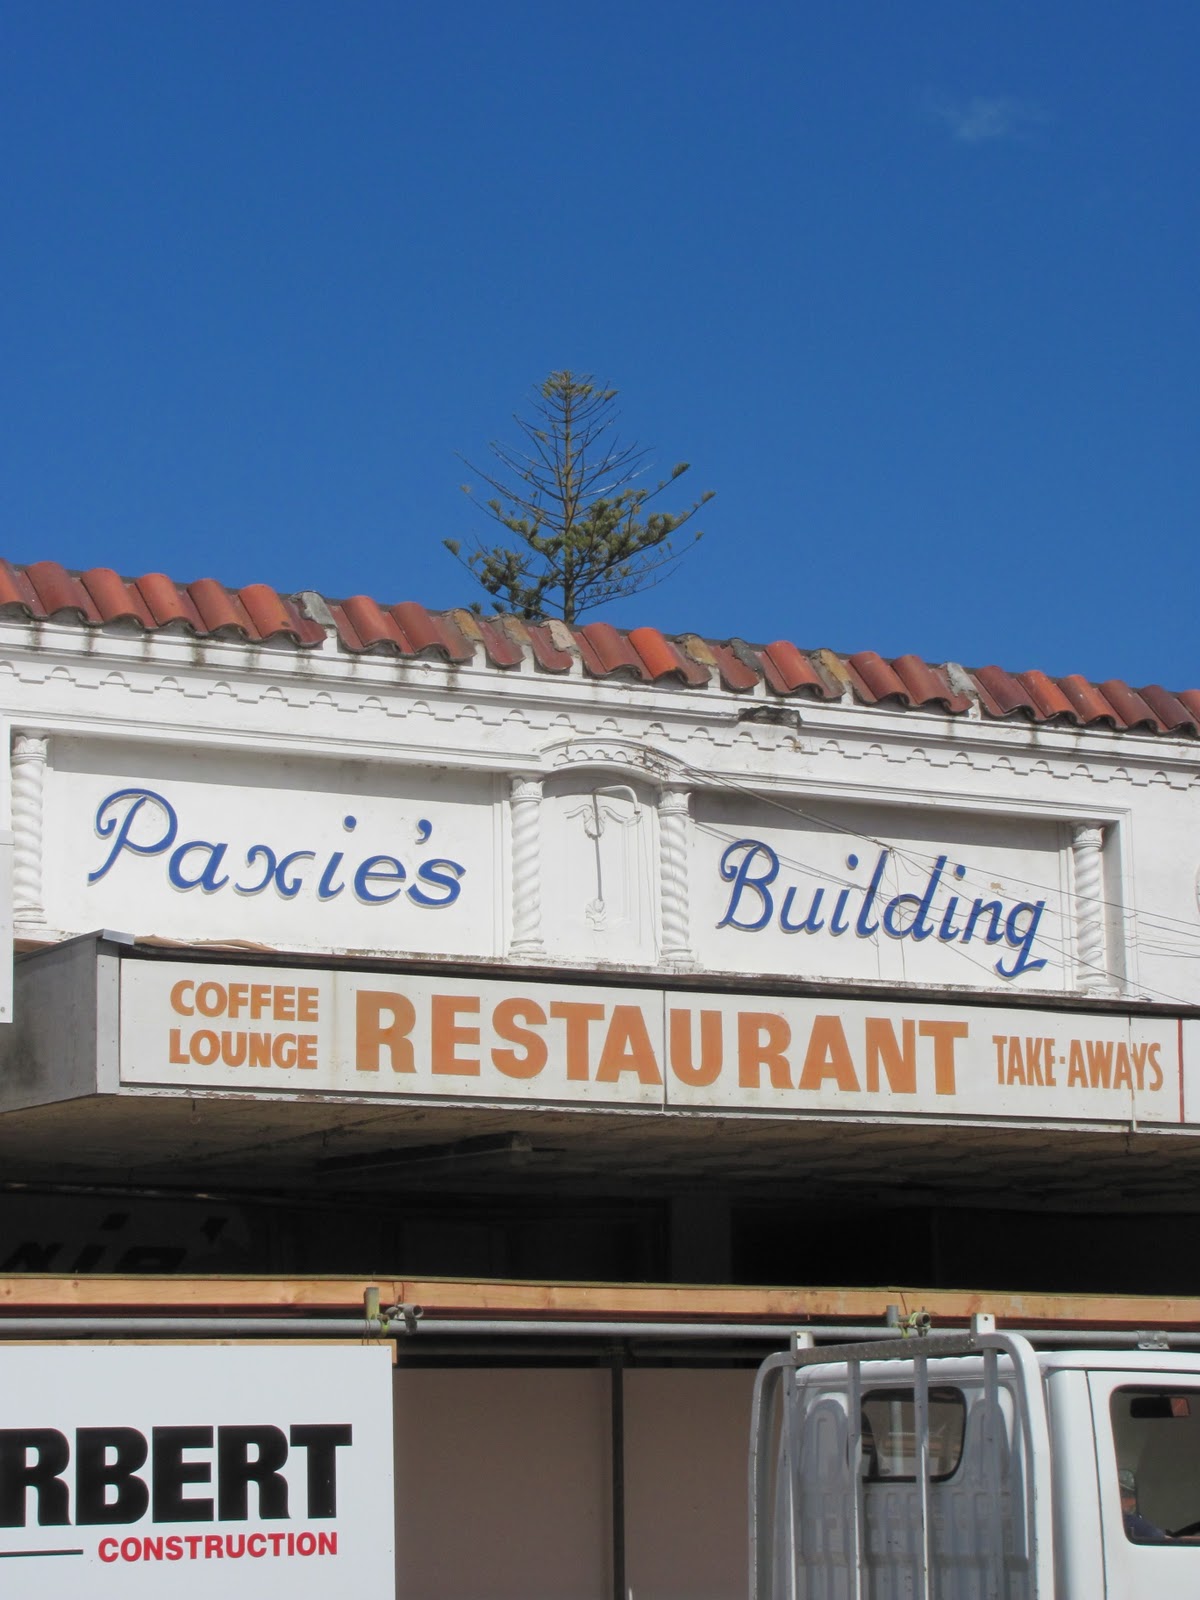 Paxie's Building
COFFEE
LOUNGE
RESTAURANT
TAKE-AWAYS
RBERT
CONSTRUCTION